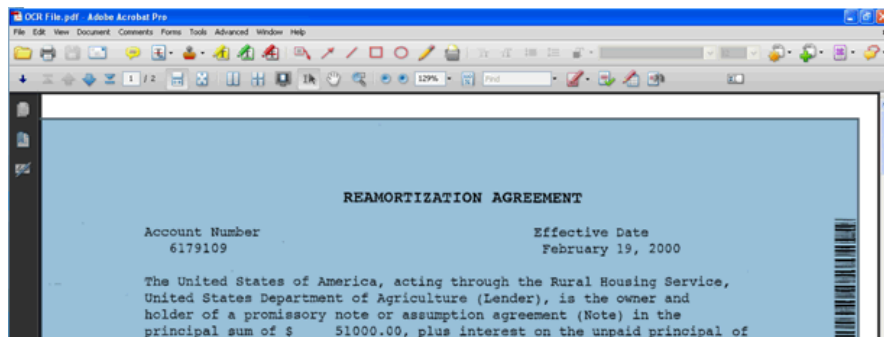 OCR File.pdf - Adobe Acrobat Pro
File Edit View Document Comments Forms Tools Advanced Window Help
1 / 2 129% Find
REAMORTIZATION AGREEMENT
Account Number Effective Date
6179109 February 19, 2000
The United States of America, acting through the Rural Housing Service,
United States Department of Agriculture (Lender), is the owner and
holder of a promissory note or assumption agreement (Note) in the
principal sum of $ 51000.00, plus interest on the unpaid principal of